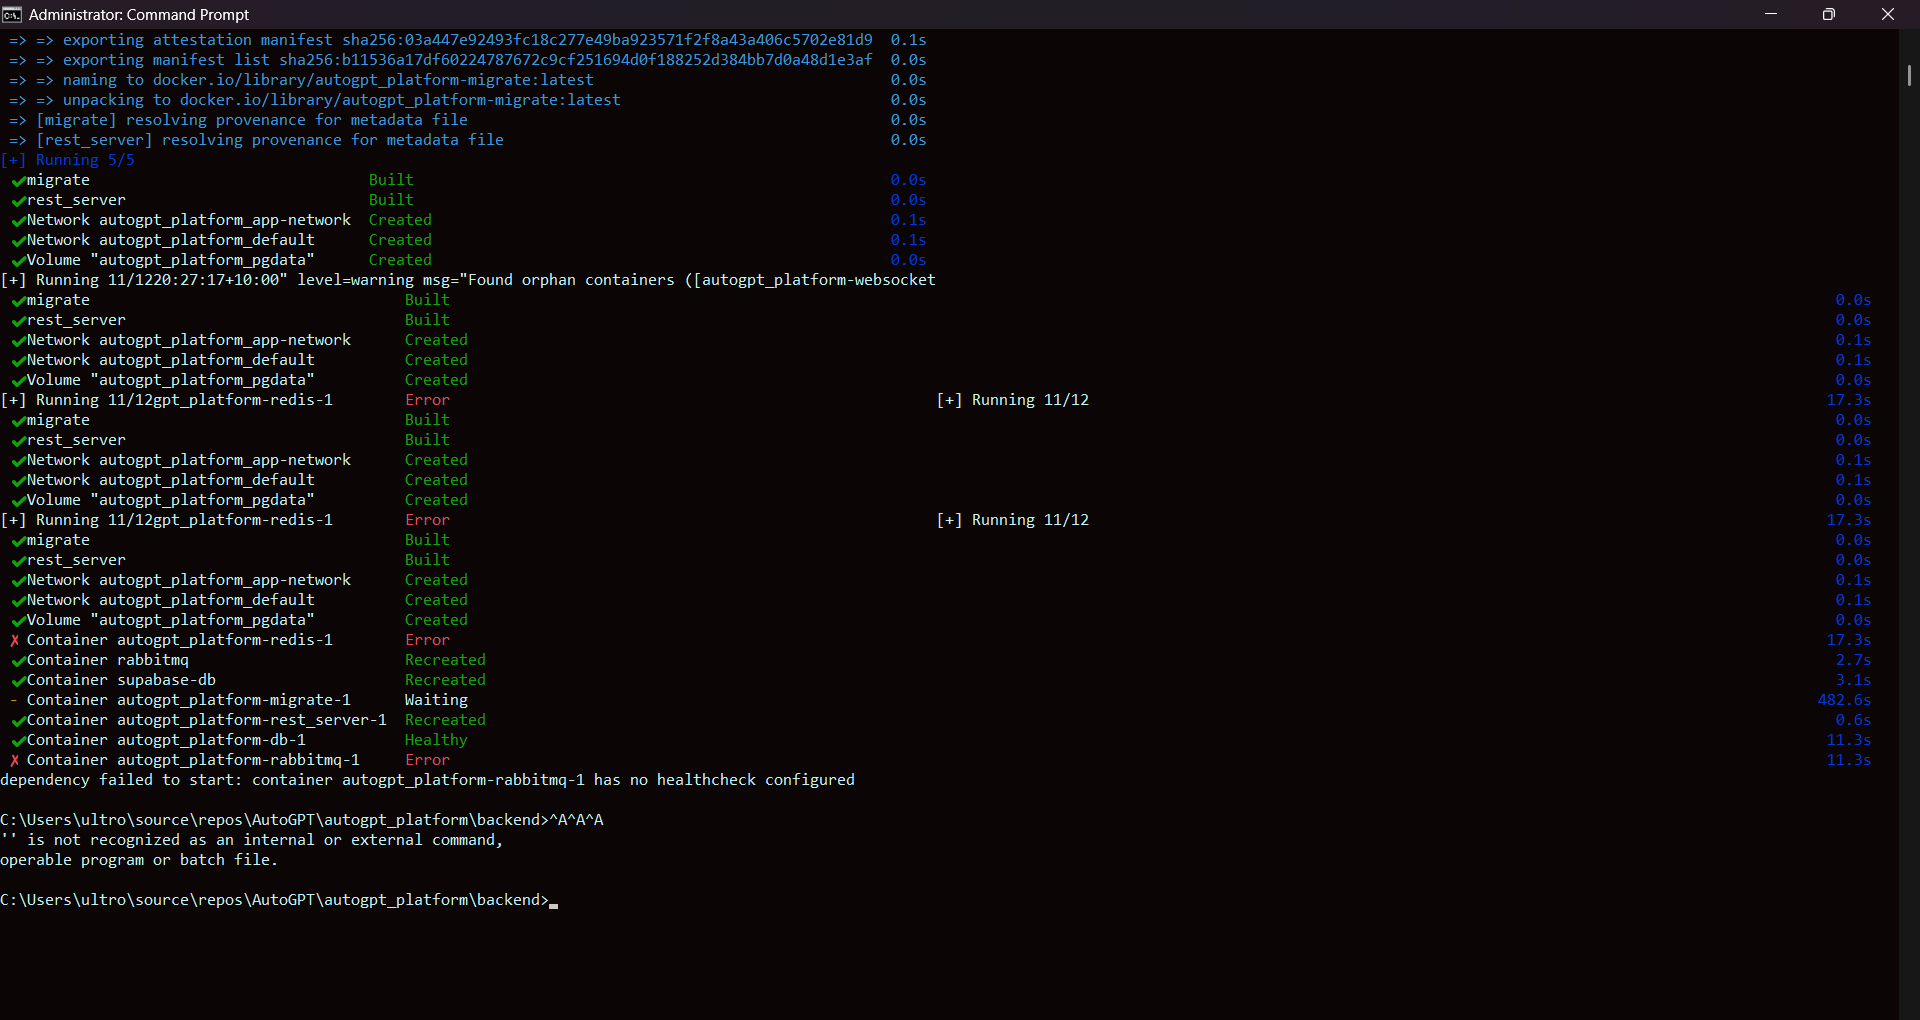 Administrator: Command Prompt
=> => exporting attestation manifest sha256:03a447e92493fc18c277e49ba923571f2f8a43a406c5702e81d9 0.1s
=> => exporting manifest list sha256:b11536a17df60224787672c9cf251694d0f188252d384bb7d0a48d1e3af 0.0s
=> => naming to docker.io/library/autogpt_platform-migrate:latest 0.0s
=> => unpacking to docker.io/library/autogpt_platform-migrate:latest 0.0s
=> [migrate] resolving provenance for metadata file 0.0s
=> [rest_server] resolving provenance for metadata file 0.0s
[+] Running 5/5
✔migrate Built 0.0s
✔rest_server Built 0.0s
✔Network autogpt_platform_app-network Created 0.1s
✔Network autogpt_platform_default Created 0.1s
✔Volume "autogpt_platform_pgdata" Created 0.0s
[+] Running 11/1220:27:17+10:00" level=warning msg="Found orphan containers ([autogpt_platform-websocket
✔migrate Built 0.0s
✔rest_server Built 0.0s
✔Network autogpt_platform_app-network Created 0.1s
✔Network autogpt_platform_default Created 0.1s
✔Volume "autogpt_platform_pgdata" Created 0.0s
[+] Running 11/12gpt_platform-redis-1 Error [+] Running 11/12 17.3s
✔migrate Built 0.0s
✔rest_server Built 0.0s
✔Network autogpt_platform_app-network Created 0.1s
✔Network autogpt_platform_default Created 0.1s
✔Volume "autogpt_platform_pgdata" Created 0.0s
[+] Running 11/12gpt_platform-redis-1 Error [+] Running 11/12 17.3s
✔migrate Built 0.0s
✔rest_server Built 0.0s
✔Network autogpt_platform_app-network Created 0.1s
✔Network autogpt_platform_default Created 0.1s
✔Volume "autogpt_platform_pgdata" Created 0.0s
✘ Container autogpt_platform-redis-1 Error 17.3s
✔Container rabbitmq Recreated 2.7s
✔Container supabase-db Recreated 3.1s
- Container autogpt_platform-migrate-1 Waiting 482.6s
✔Container autogpt_platform-rest_server-1 Recreated 0.6s
✔Container autogpt_platform-db-1 Healthy 11.3s
✘ Container autogpt_platform-rabbitmq-1 Error 11.3s
dependency failed to start: container autogpt_platform-rabbitmq-1 has no healthcheck configured
C:\Users\ultro\source\repos\AutoGPT\autogpt_platform\backend>^A^A^A
'' is not recognized as an internal or external command,
operable program or batch file.
C:\Users\ultro\source\repos\AutoGPT\autogpt_platform\backend>